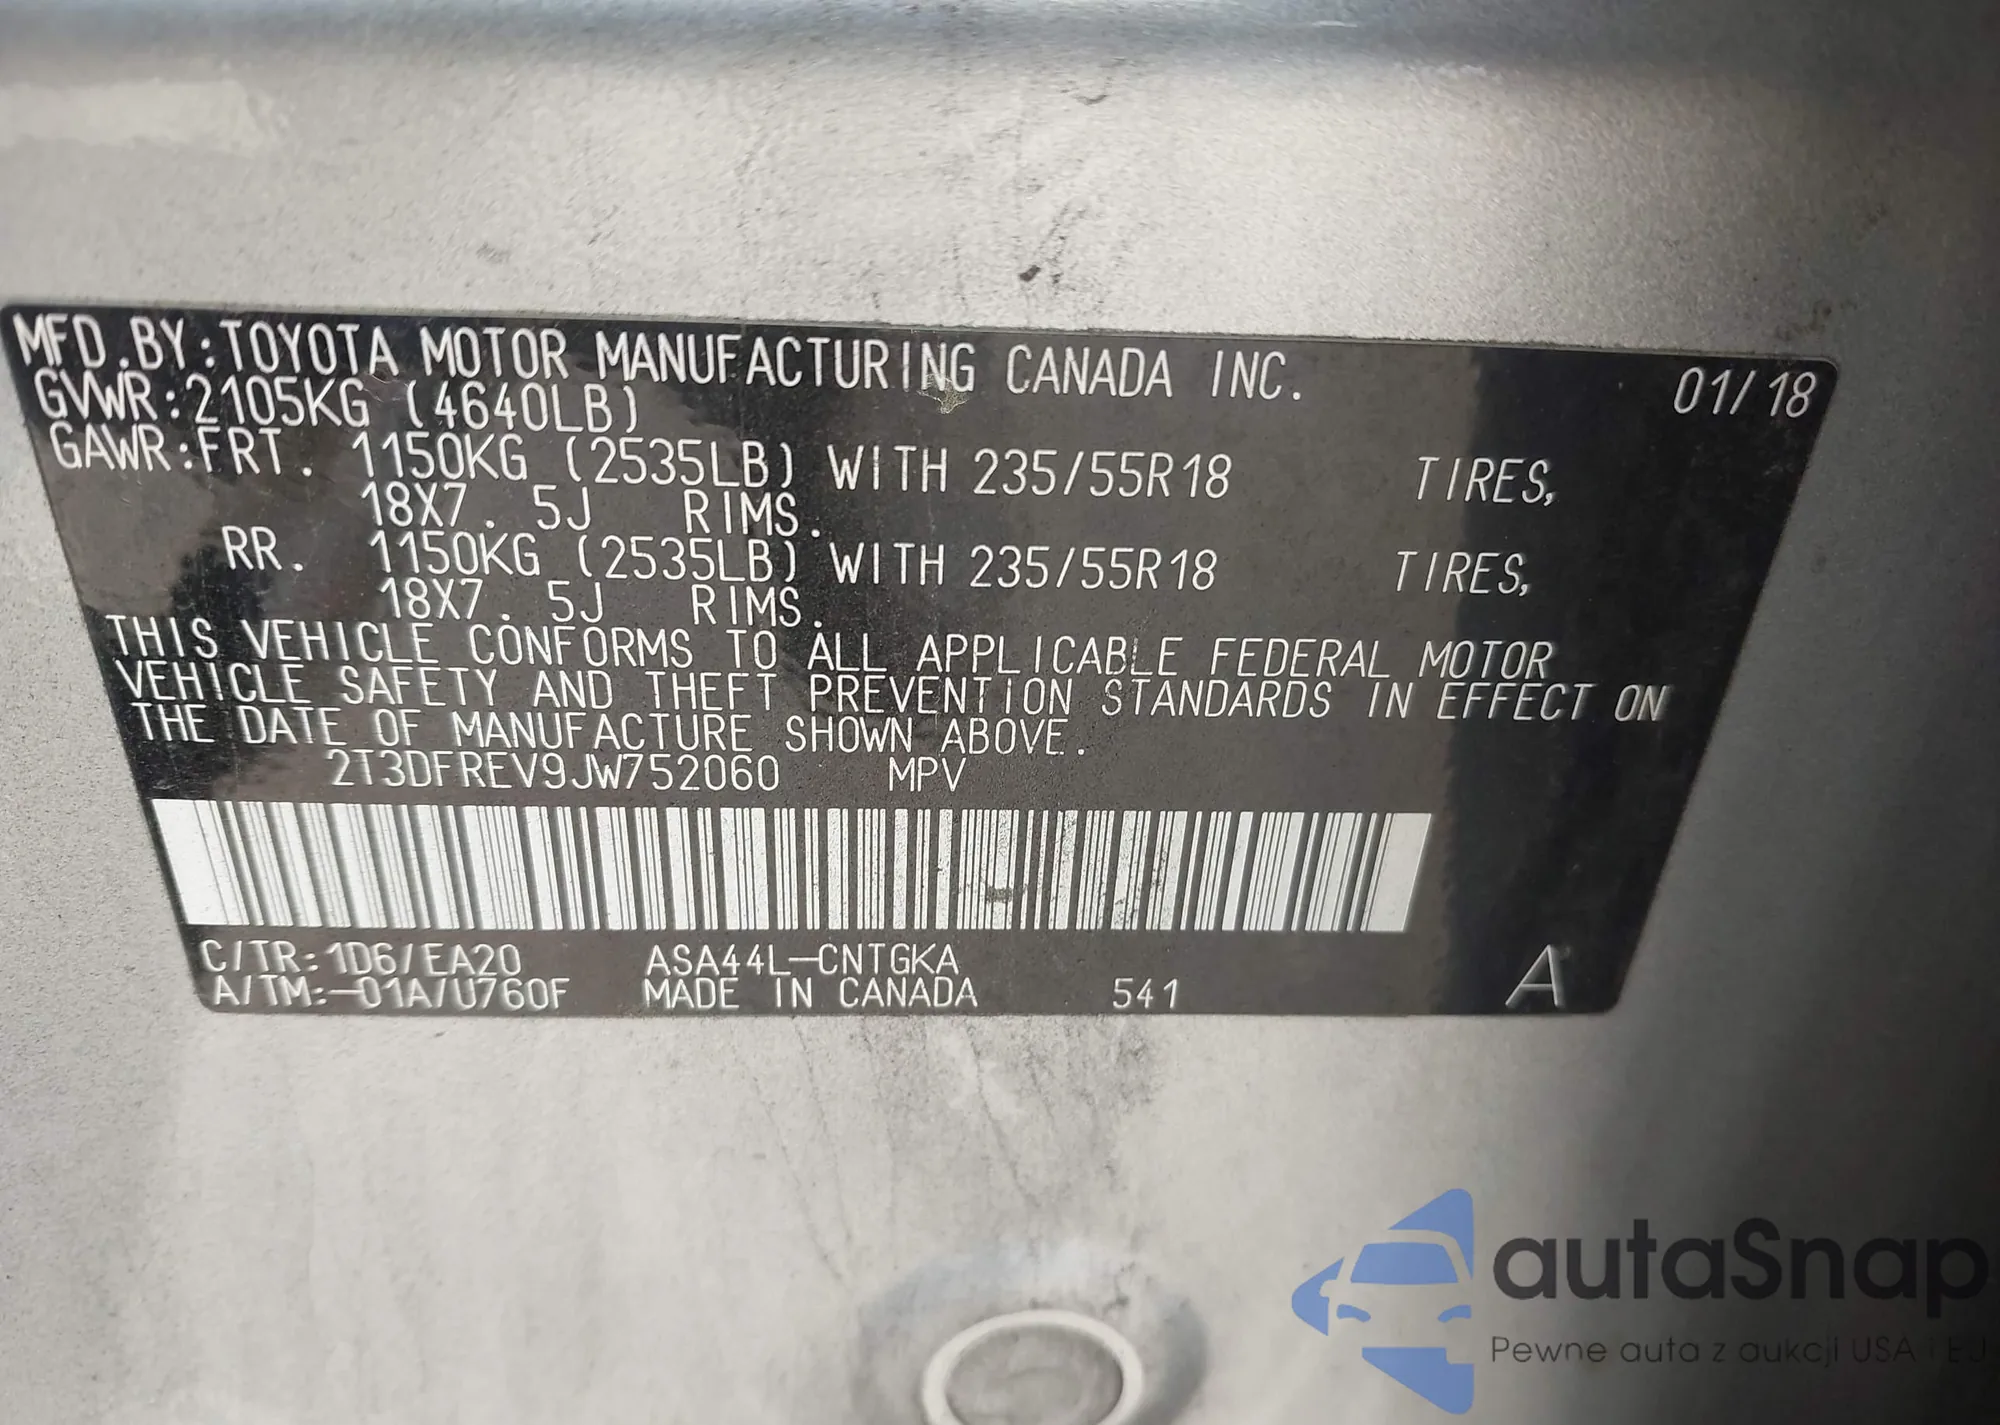 MFD.BY:TOYOTA MOTOR MANUFACTURING CANADA INC. 01/18
GVWR:2105KG (4640LB)
GAWR:FRT. 1150KG (2535LB) WITH 235/55R18 TIRES,
18X7.5J RIMS.
RR. 1150KG (2535LB) WITH 235/55R18 TIRES,
18X7.5J RIMS.
THIS VEHICLE CONFORMS TO ALL APPLICABLE FEDERAL MOTOR
VEHICLE SAFETY AND THEFT PREVENTION STANDARDS IN EFFECT ON
THE DATE OF MANUFACTURE SHOWN ABOVE.
2T3DFREV9JW752060 MPV
C/TR:1D6/EA20 ASA44L-CNTGKA
A/TM:-01A/U760F MADE IN CANADA 541 A
autaSnap
Pewne auta z aukcji USA i EU